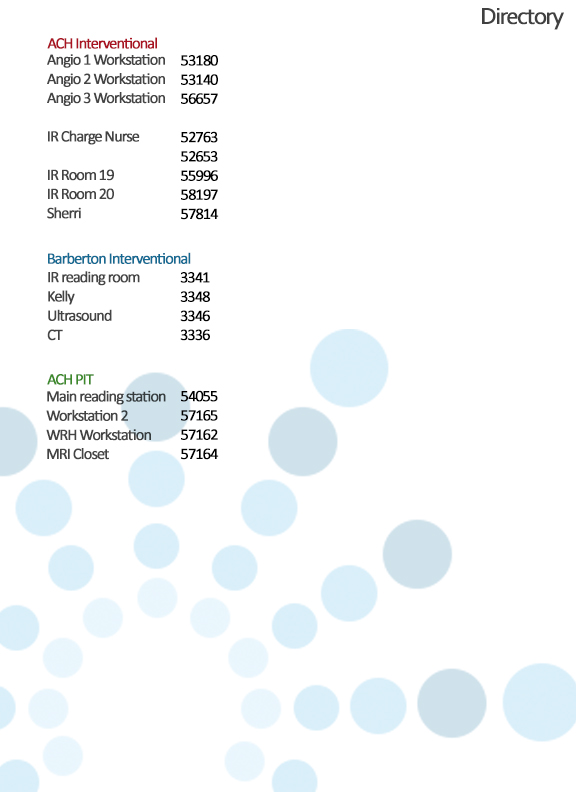 Directory
ACH Interventional
Angio 1 Workstation 53180
Angio 2 Workstation 53140
Angio 3 Workstation 56657
IR Charge Nurse 52763
52653
IR Room 19 55996
IR Room 20 58197
Sherri 57814
Barberton Interventional
IR reading room 3341
Kelly 3348
Ultrasound 3346
CT 3336
ACH PIT
Main reading station 54055
Workstation 2 57165
WRH Workstation 57162
MRI Closet 57164